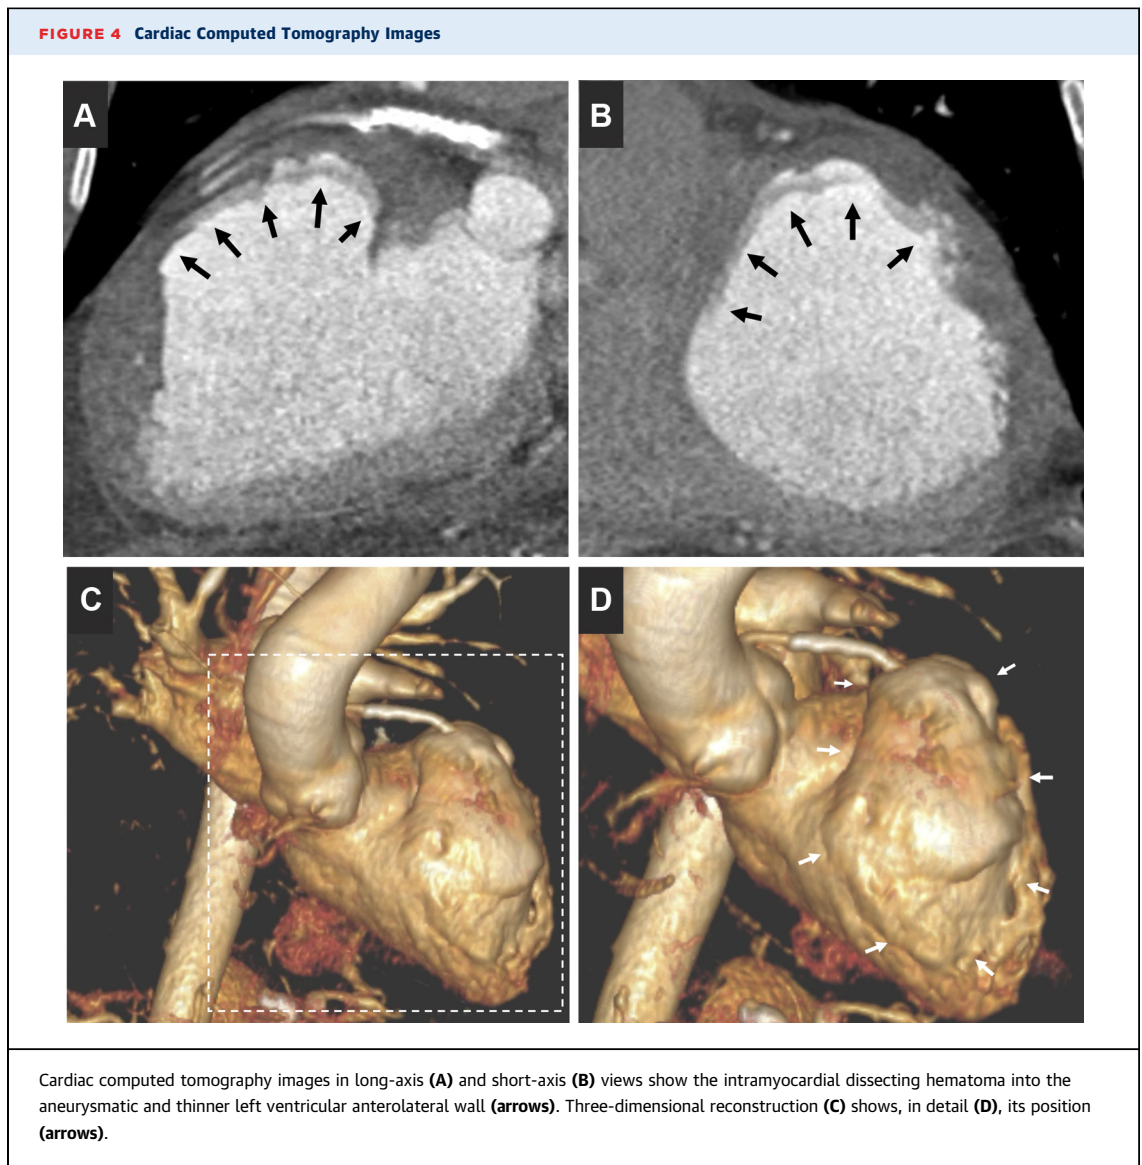 FIGURE 4 Cardiac Computed Tomography Images
A
B
C
D
Cardiac computed tomography images in long-axis (A) and short-axis (B) views show the intramyocardial dissecting hematoma into the
aneurysmatic and thinner left ventricular anterolateral wall (arrows). Three-dimensional reconstruction (C) shows, in detail (D), its position
(arrows).